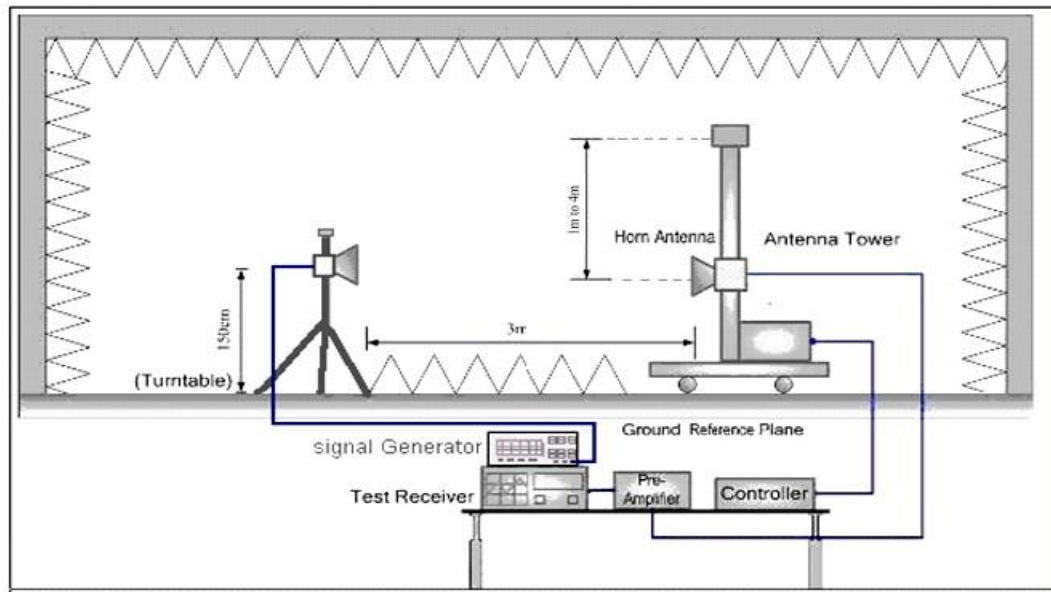 1m to 4m
Horn Antenna
Antenna Tower
150cm
3m
(Turntable)
Ground Reference Plane
signal Generator
Test Receiver
Pre-
Amplifier
Controller